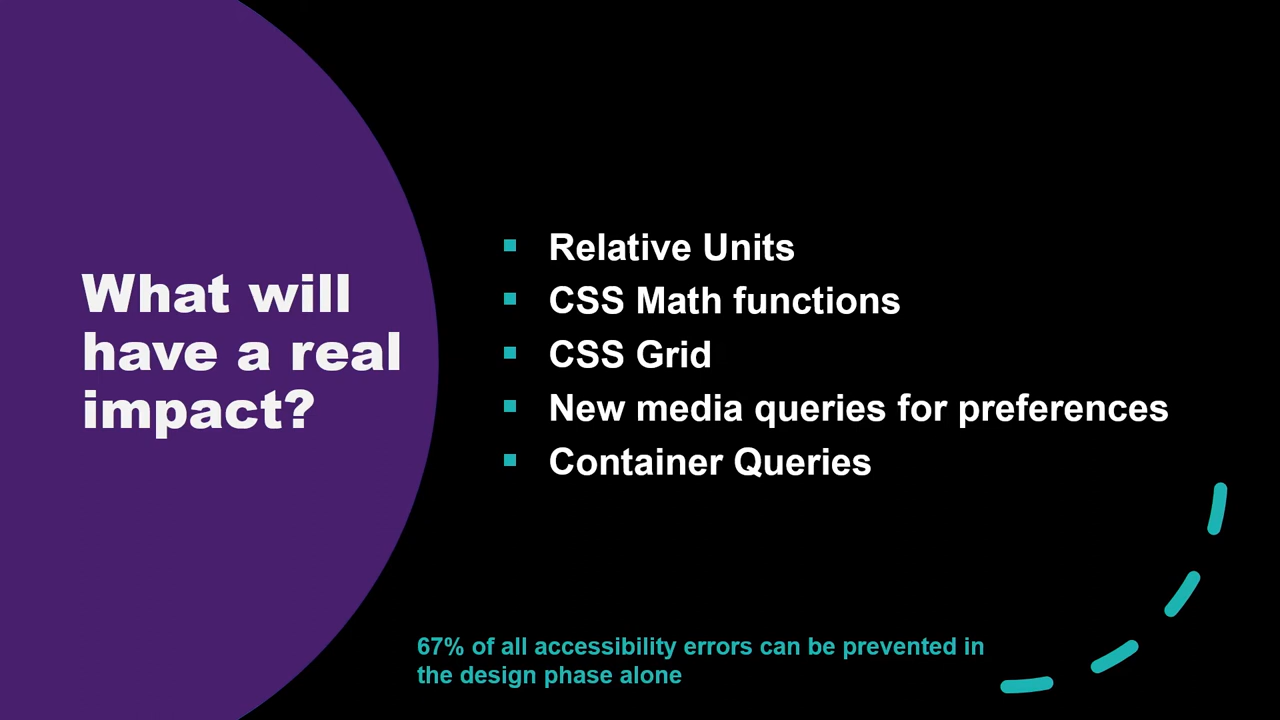 What will
have a real
impact?
Relative Units
CSS Math functions
CSS Grid
New media queries for preferences
Container Queries
67% of all accessibility errors can be prevented in
the design phase alone